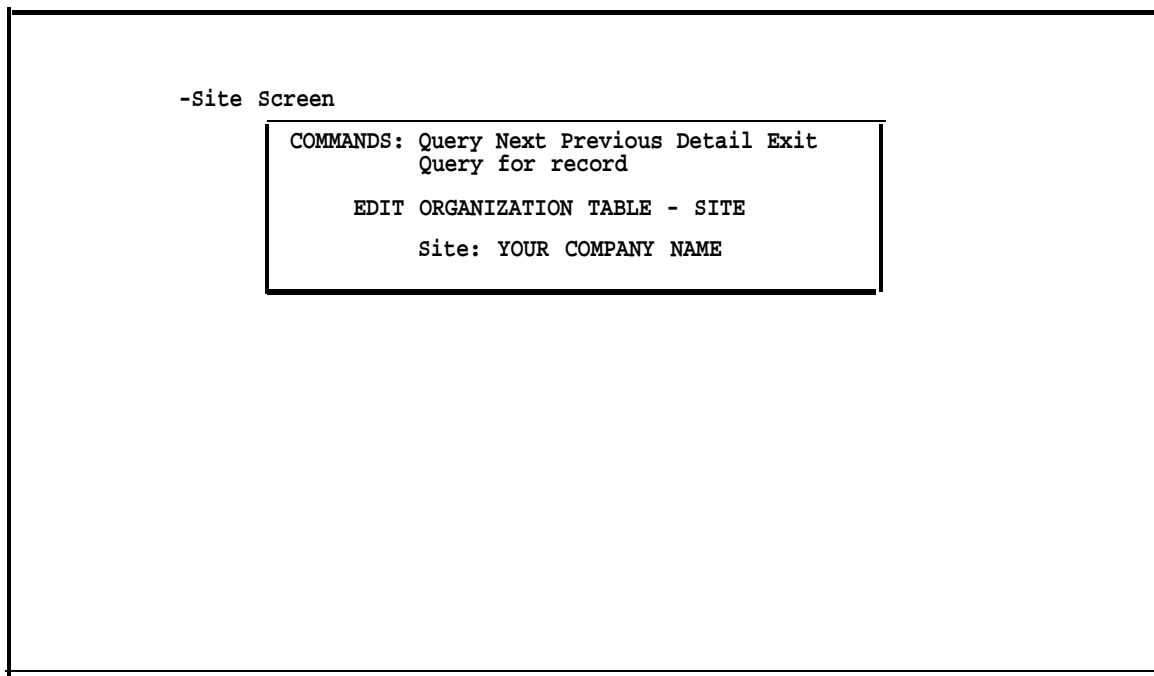 -Site Screen
COMMANDS: Query Next Previous Detail Exit
Query for record
EDIT ORGANIZATION TABLE - SITE
Site: YOUR COMPANY NAME